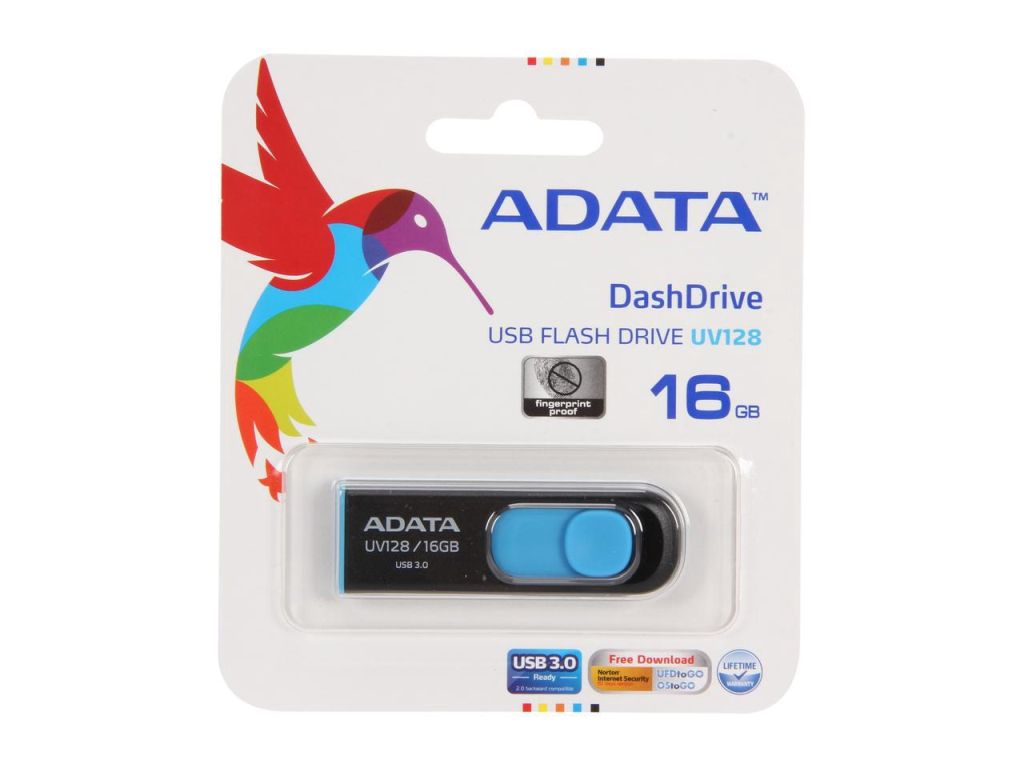 ADATA™
DashDrive
USB FLASH DRIVE UV128
fingerprint
proof
16 GB
ADATA
UV128 / 16GB
USB 3.0
USB 3.0
Ready
2.0 backward compatible
Free Download
Norton
Internet Security
UFDtoGO
OStoGO
LIFETIME
WARRANTY